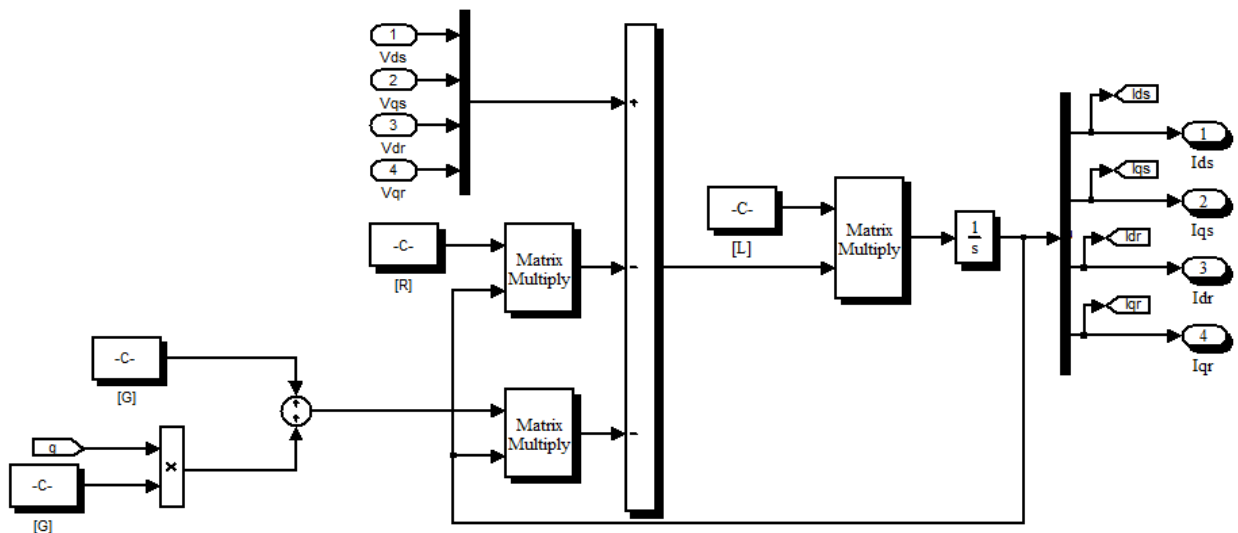 1
Vds
2
Vqs
3
Vdr
4
Vqr
+
-
-
-C-
[R]
Matrix
Multiply
-C-
[L]
Matrix
Multiply
1
s
Ids
1
Ids
Iqs
2
Iqs
Idr
3
Idr
Iqr
4
Iqr
-C-
[G]
+
+
q
×
-C-
[G]
Matrix
Multiply